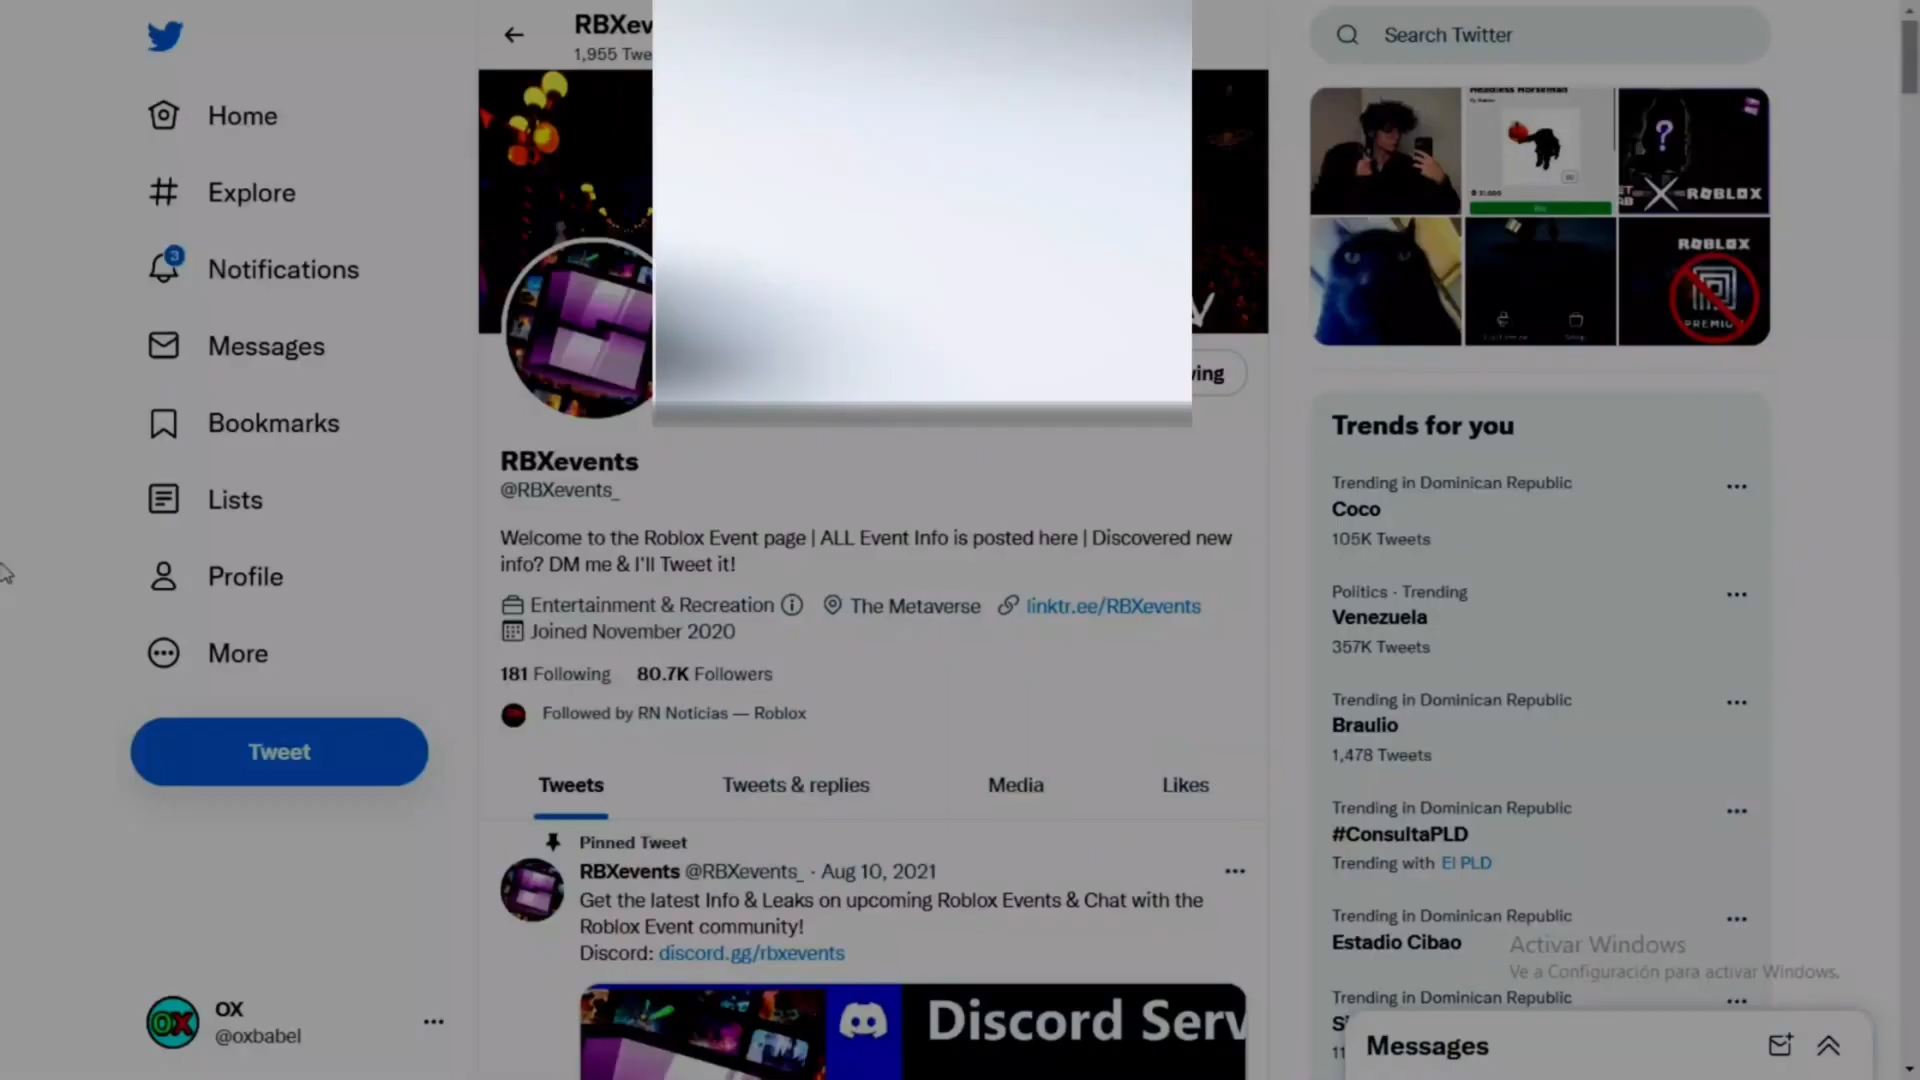 Home
Explore
3
Notifications
Messages
Bookmarks
Lists
Profile
More
Tweet
OX
@oxbabel
RBXev
1,955 Twe
ving
RBXevents
@RBXevents_
Welcome to the Roblox Event page | ALL Event Info is posted here | Discovered new
info? DM me & I'll Tweet it!
Entertainment & Recreation The Metaverse linktr.ee/RBXevents
Joined November 2020
181 Following 80.7K Followers
Followed by RN Noticias — Roblox
Tweets Tweets & replies Media Likes
Pinned Tweet
RBXevents @RBXevents_ · Aug 10, 2021
Get the latest Info & Leaks on upcoming Roblox Events & Chat with the
Roblox Event community!
Discord: discord.gg/rbxevents
Discord Serv
Search Twitter
Headless Horseman
31,000
?
ROBLOX
ROBLOX
PREMIUM
Trends for you
Trending in Dominican Republic
Coco
105K Tweets
Politics · Trending
Venezuela
357K Tweets
Trending in Dominican Republic
Braulio
1,478 Tweets
Trending in Dominican Republic
#ConsultaPLD
Trending with El PLD
Trending in Dominican Republic
Estadio Cibao
Activar Windows
Ve a Configuración para activar Windows.
Trending in Dominican Republic
Messages